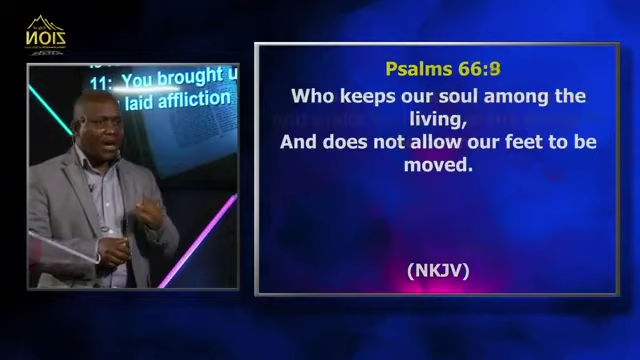 ZION
11: You brought u
laid affliction
Psalms 66:9
Who keeps our soul among the
living,
And does not allow our feet to be
moved.
(NKJV)